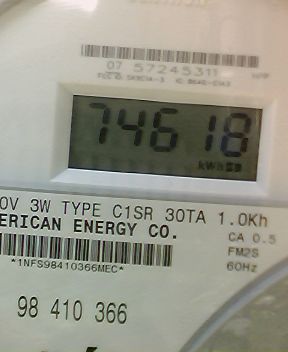 07 57245311
74618
kWh
0V 3W TYPE C1SR 30TA 1.0Kh
ERICAN ENERGY CO.
CA 0.5
FM2S
*1NFS98410366MEC*
60Hz
98 410 366